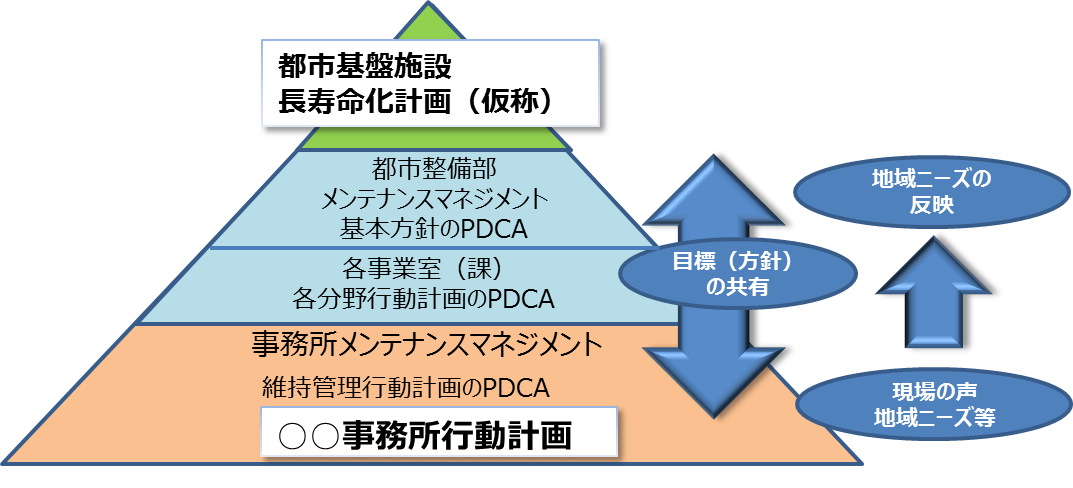 都市基盤施設
長寿命化計画（仮称）
都市整備部
メンテナンスマネジメント
基本方針のPDCA
各事業室（課）
各分野行動計画のPDCA
事務所メンテナンスマネジメント
維持管理行動計画のPDCA
○○事務所行動計画
目標（方針）
の共有
地域ニーズの
反映
現場の声
地域ニーズ等